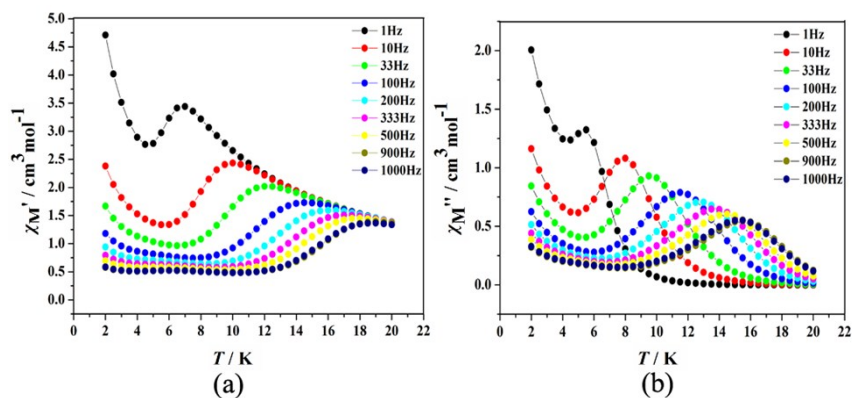 5.0
4.5
4.0
3.5
3.0
2.5
2.0
1.5
1.0
0.5
0.0
χM' / cm³ mol⁻¹
1Hz
10Hz
33Hz
100Hz
200Hz
333Hz
500Hz
900Hz
1000Hz
0 2 4 6 8 10 12 14 16 18 20 22
T / K
(a)
2.0
1.5
1.0
0.5
0.0
χM'' / cm³ mol⁻¹
1Hz
10Hz
33Hz
100Hz
200Hz
333Hz
500Hz
900Hz
1000Hz
0 2 4 6 8 10 12 14 16 18 20 22
T / K
(b)